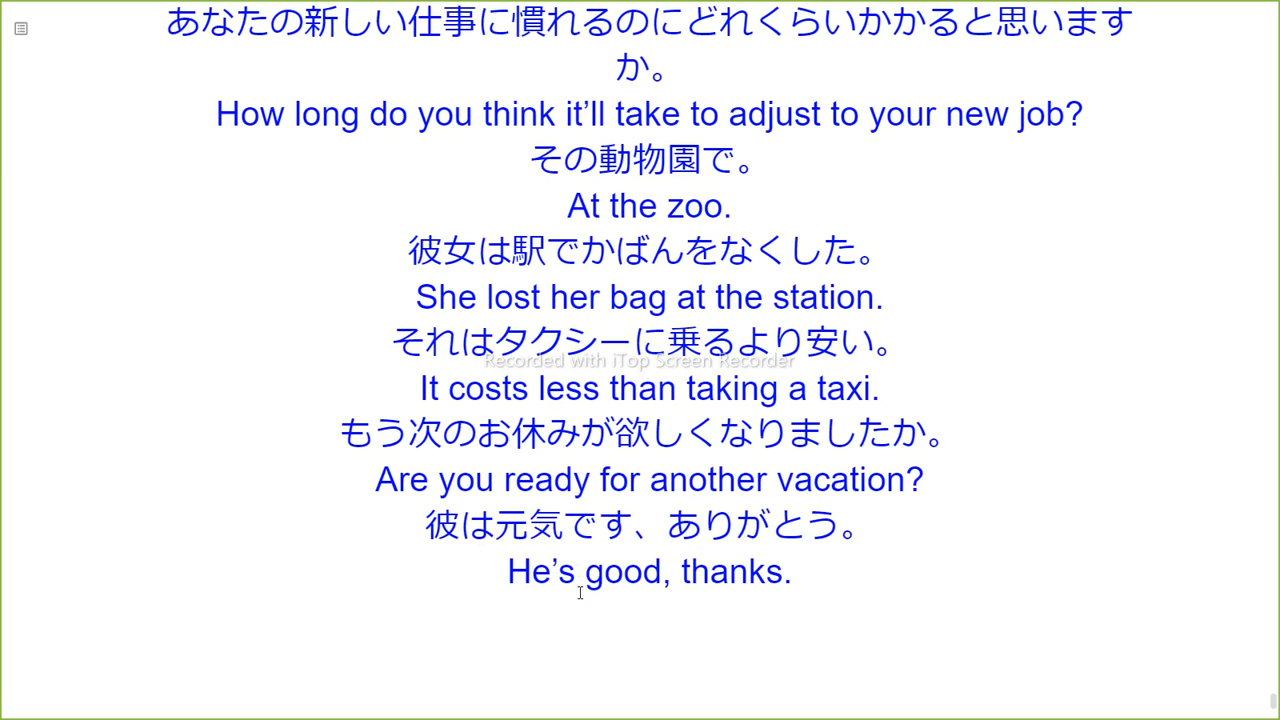 あなたの新しい仕事に慣れるのにどれくらいかかると思います
か。
How long do you think it’ll take to adjust to your new job?
その動物園で。
At the zoo.
彼女は駅でかばんをなくした。
She lost her bag at the station.
それはタクシーに乗るより安い。
Recorded with iTop Screen Recorder
It costs less than taking a taxi.
もう次のお休みが欲しくなりましたか。
Are you ready for another vacation?
彼は元気です、ありがとう。
He’s good, thanks.